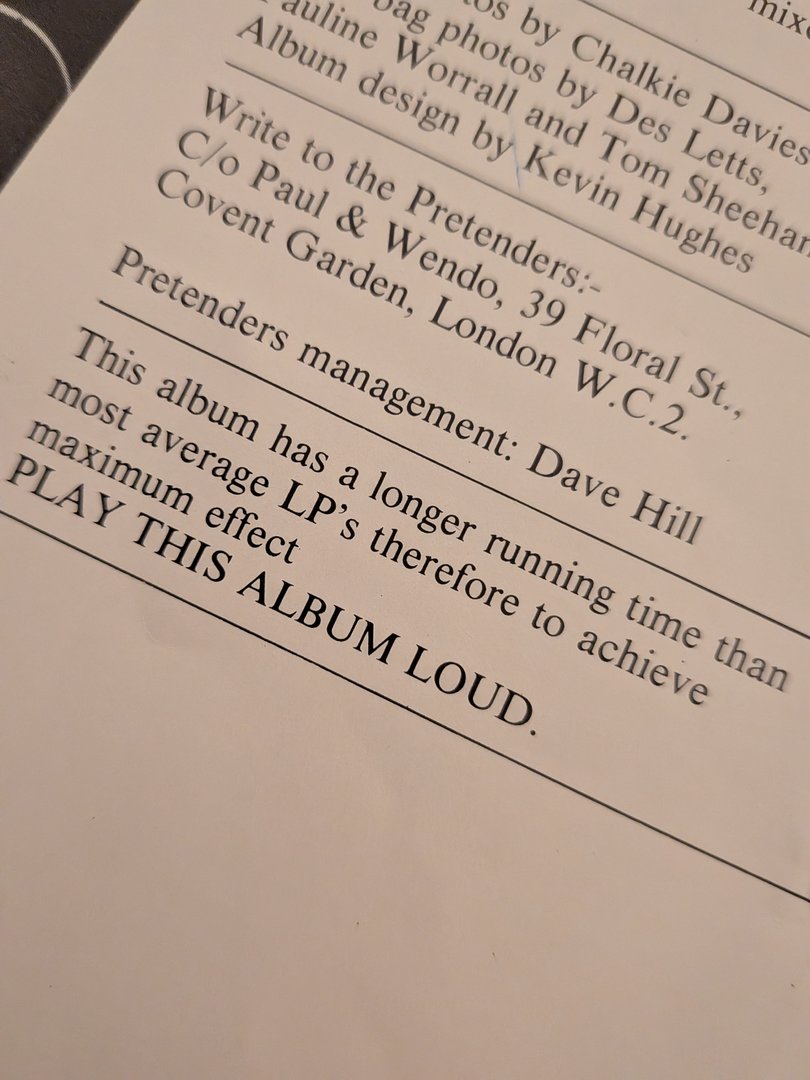 mix
tos by Chalkie Davies
bag photos by Des Letts,
Pauline Worrall and Tom Sheehan
Album design by Kevin Hughes
Write to the Pretenders:-
C/o Paul & Wendo, 39 Floral St.,
Covent Garden, London W.C.2.
Pretenders management: Dave Hill
This album has a longer running time than
most average LP's therefore to achieve
maximum effect
PLAY THIS ALBUM LOUD.